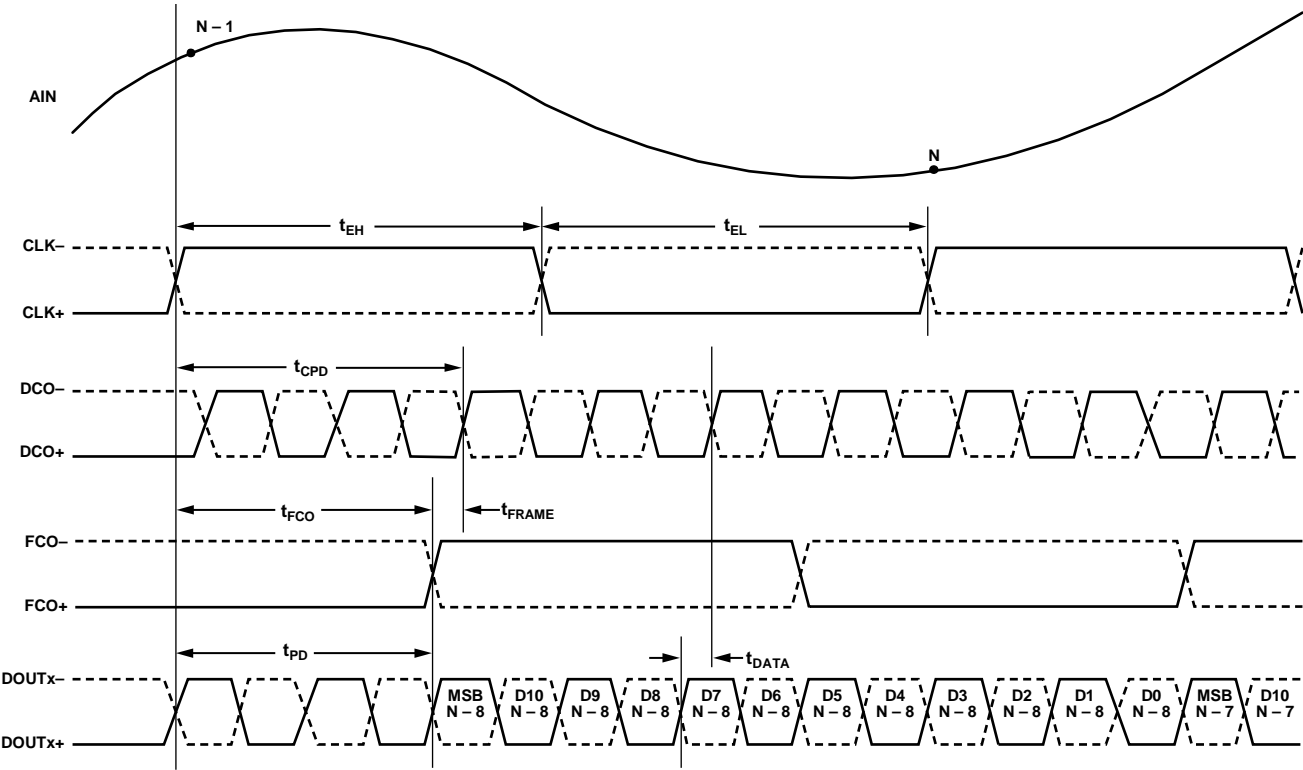 N – 1
AIN
N
tEH
tEL
CLK–
CLK+
tCPD
DCO–
DCO+
tFCO
tFRAME
FCO–
FCO+
tPD
tDATA
DOUTx–
MSB D10 D9 D8 D7 D6 D5 D4 D3 D2 D1 D0 MSB D10
N – 8 N – 8 N – 8 N – 8 N – 8 N – 8 N – 8 N – 8 N – 8 N – 8 N – 8 N – 8 N – 7 N – 7
DOUTx+